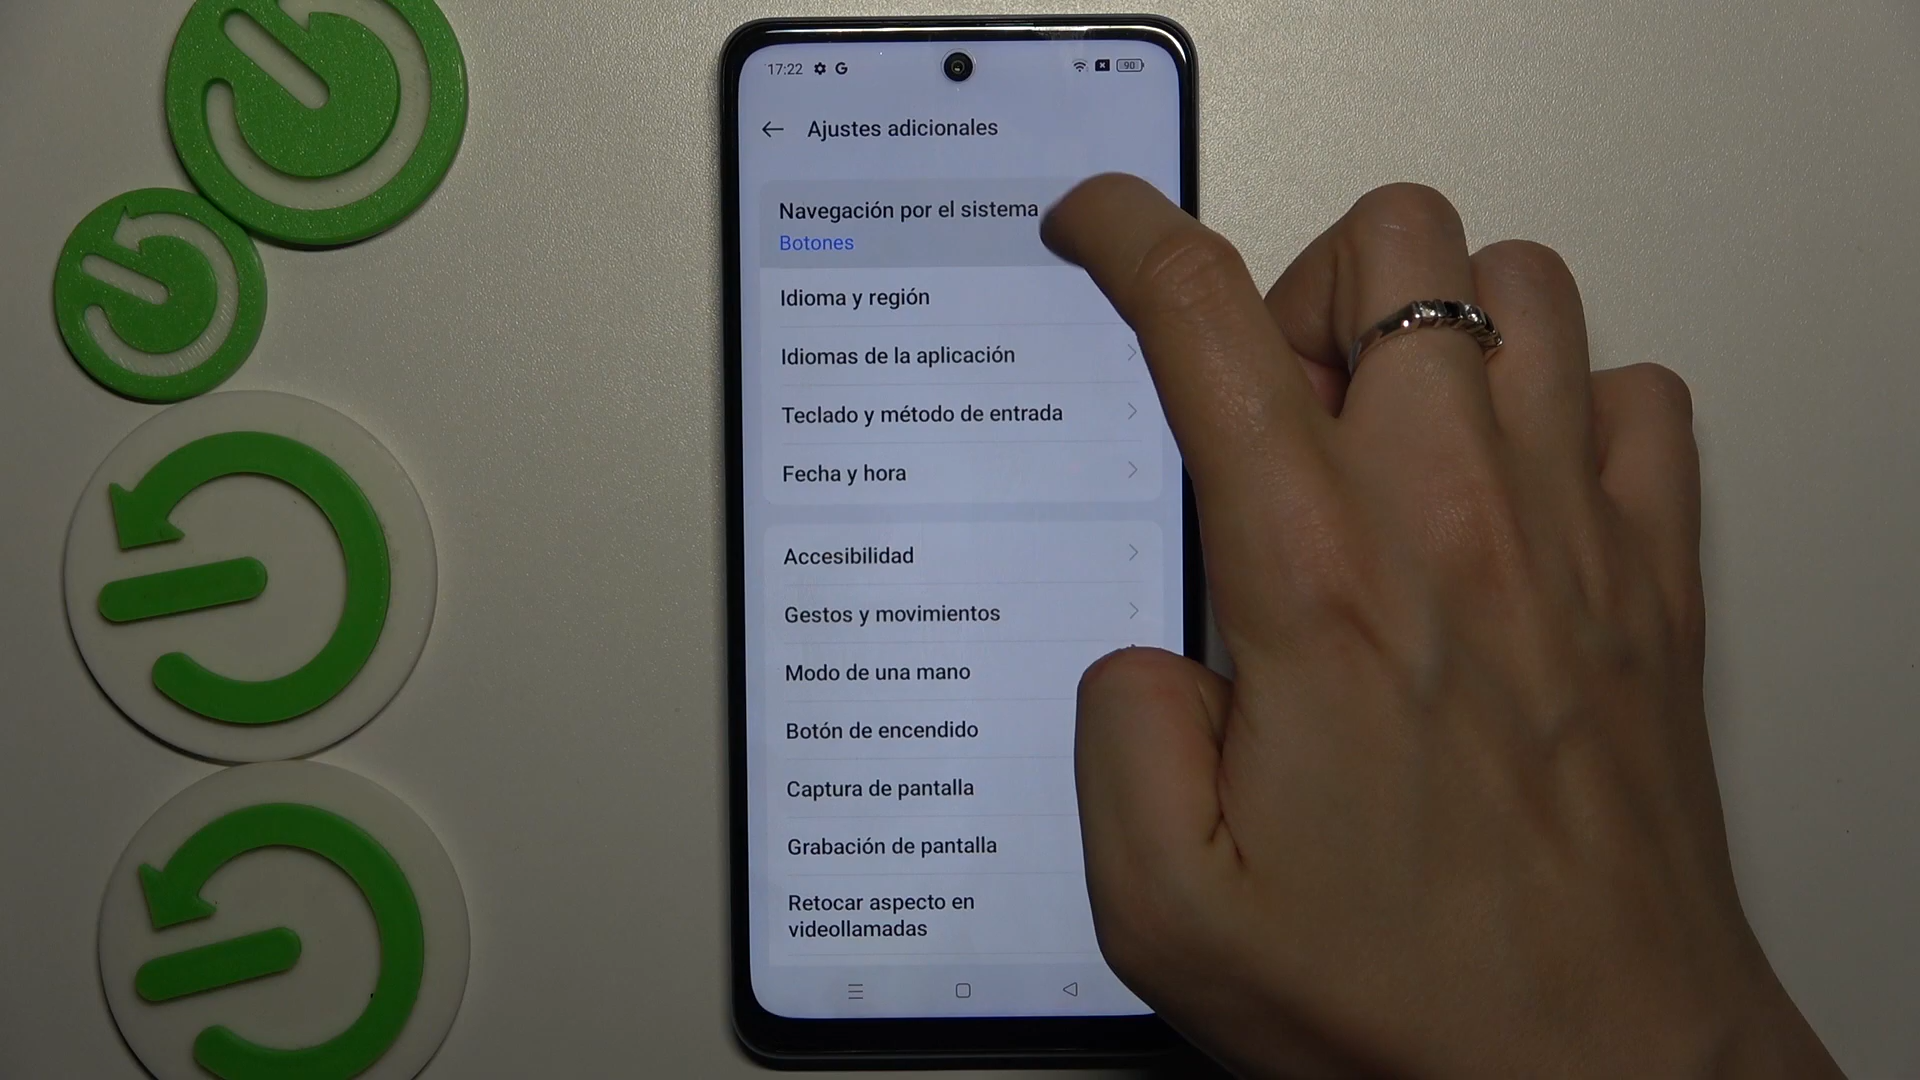 17:22 G 90
Ajustes adicionales
Navegación por el sistema
Botones
Idioma y región
Idiomas de la aplicación
Teclado y método de entrada
Fecha y hora
Accesibilidad
Gestos y movimientos
Modo de una mano
Botón de encendido
Captura de pantalla
Grabación de pantalla
Retocar aspecto en
videollamadas